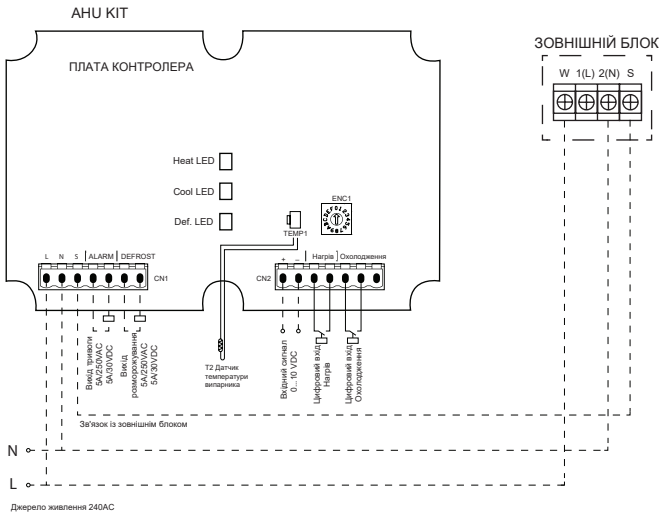 AHU KIT
ЗОВНІШНІЙ БЛОК
ПЛАТА КОНТРОЛЕРА
W 1(L) 2(N) S
Heat LED
Cool LED
Def. LED
ENC1
TEMP1
L N S ALARM DEFROST
CN1
+ – Нагрів Охолодження
CN2
Вихід тривоги
5A/250VAC
5A/30VDC
Вихід
розморожування
5A/250VAC
5A/30VDC
T2 Датчик
температури
випарника
Вхідний сигнал
0...10 VDC
Цифровий вхід
Нагрів
Цифровий вхід
Охолодження
Зв'язок із зовнішнім блоком
N
L
Джерело живлення 240AC